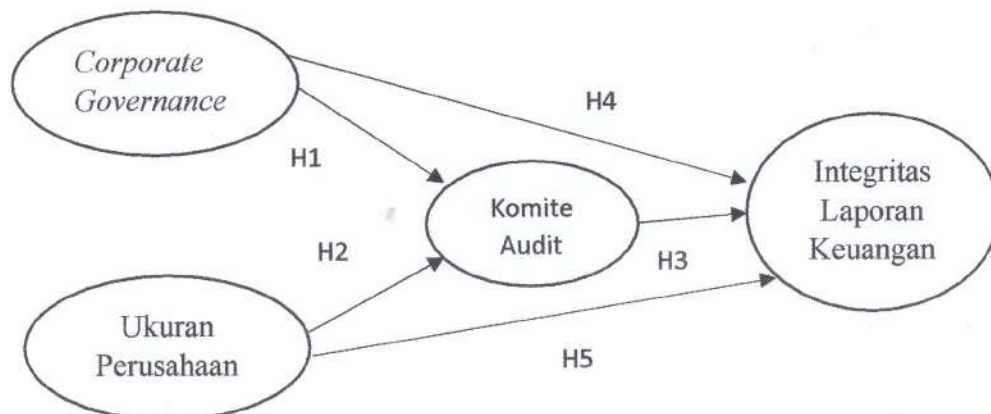 Corporate
Governance
H4
H1
Integritas
Laporan
Keuangan
Komite
Audit
H2
H3
Ukuran
Perusahaan
H5